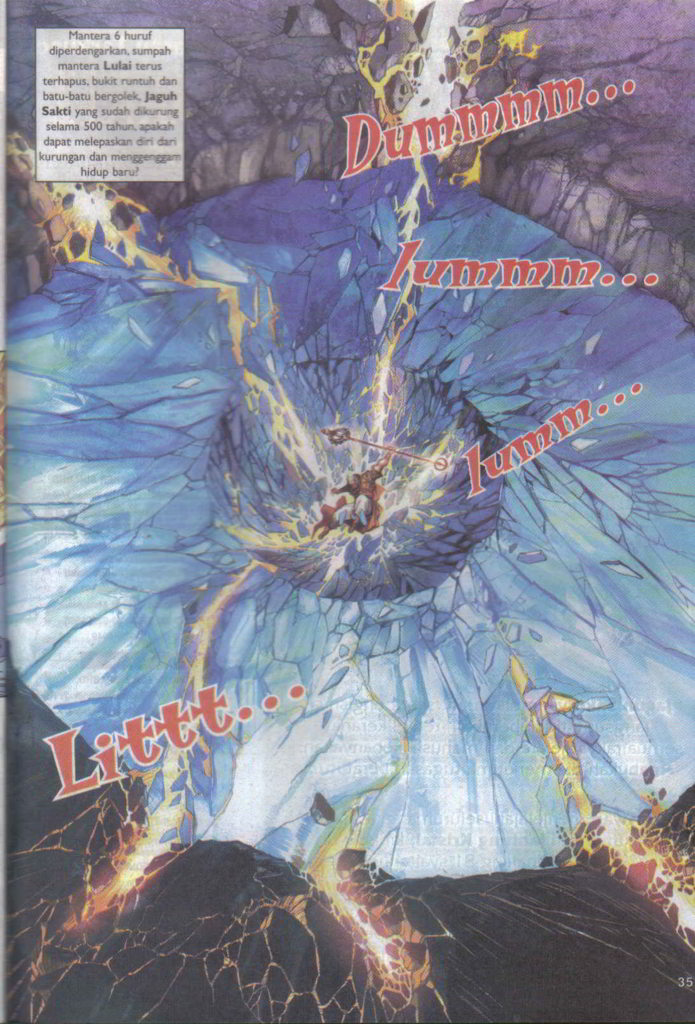 Mantera 6 huruf
diperdengarkan, sumpah
mantera Lulai terus
terhapus, bukit runtuh dan
batu-batu bergolek. Jaguh
Sakti yang sudah dikurung
selama 500 tahun, apakah
dapat melepaskan diri dari
kurungan dan menggenggam
hidup baru?
Dummmm...
lummmm...
lumm...
Littt...
35